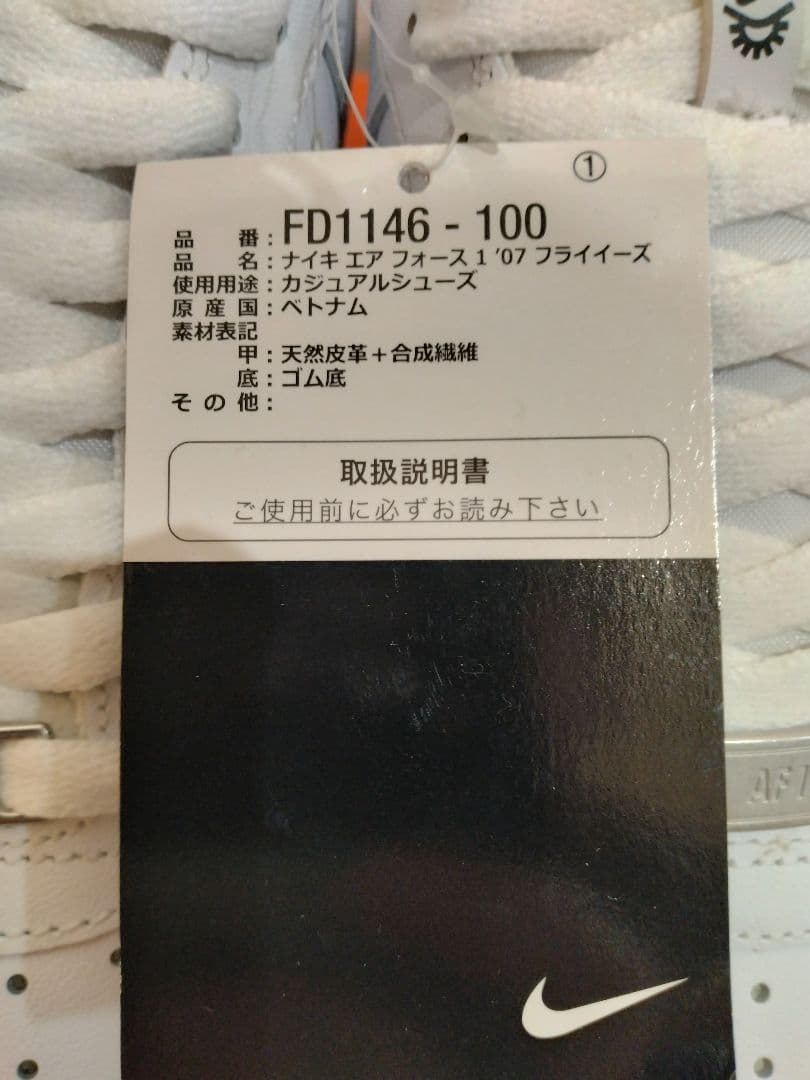 ①
品番：FD1146 - 100
品名：ナイキ エア フォース 1 '07 フライイーズ
使用用途：カジュアルシューズ
原産国：ベトナム
素材表記
甲：天然皮革＋合成繊維
底：ゴム底
その他：
取扱説明書
ご使用前に必ずお読み下さい